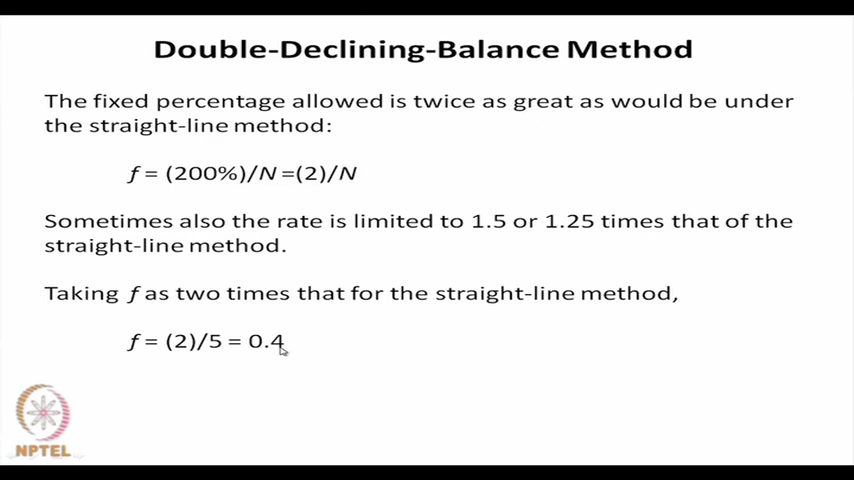 Double-Declining-Balance Method
The fixed percentage allowed is twice as great as would be under
the straight-line method:
f = (200%)/N =(2)/N
Sometimes also the rate is limited to 1.5 or 1.25 times that of the
straight-line method.
Taking f as two times that for the straight-line method,
f = (2)/5 = 0.4
NPTEL